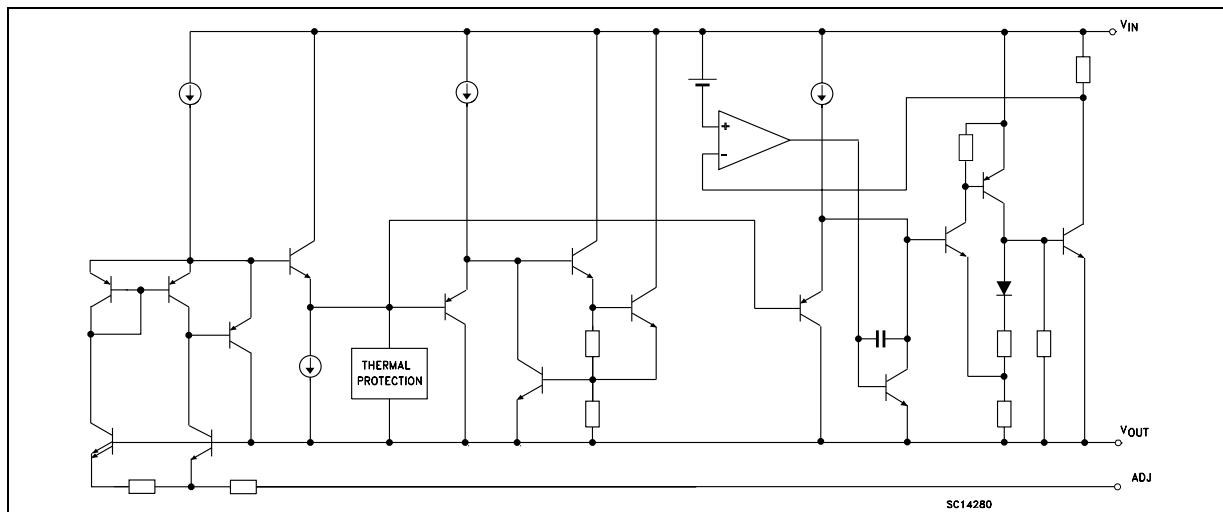 VIN
+
-
THERMAL
PROTECTION
VOUT
ADJ
SC14280